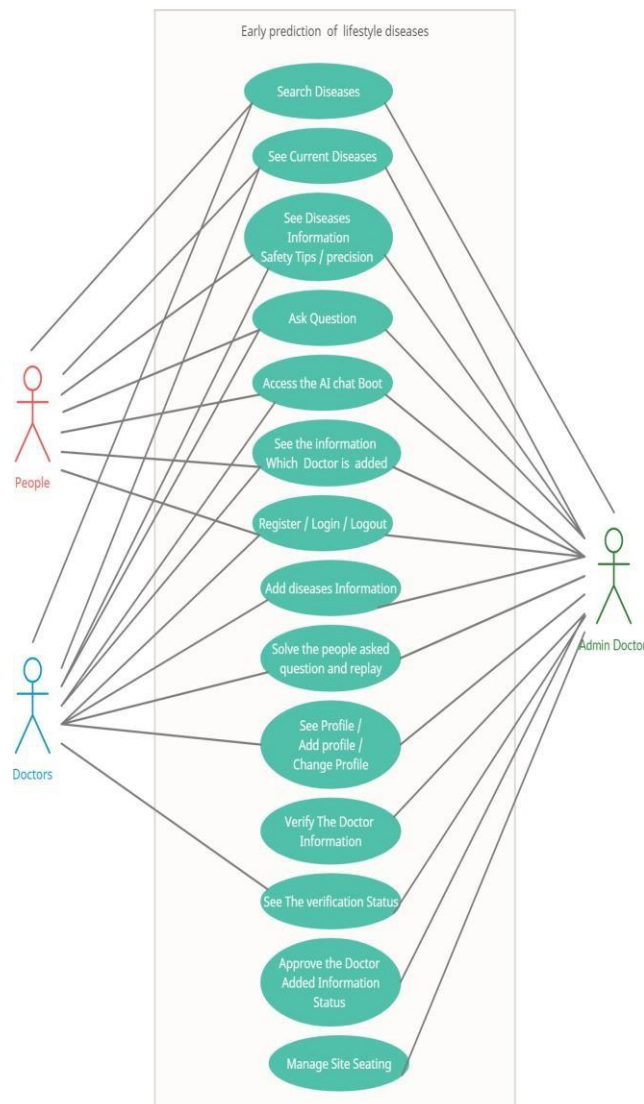 Early prediction of lifestyle diseases
Search Diseases
See Current Diseases
See Diseases
Information
Safety Tips / precision
Ask Question
Access the AI chat Boot
See the information
Which Doctor is added
Register / Login / Logout
Add diseases Information
Solve the people asked
question and replay
See Profile /
Add profile /
Change Profile
Verify The Doctor
Information
See The verification Status
Approve the Doctor
Added Information
Status
Manage Site Seating
People
Doctors
Admin Doctor